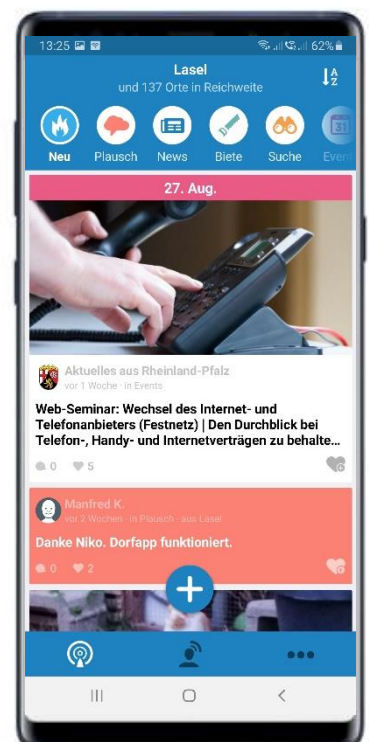 13:25 62%
Lasel
und 137 Orte in Reichweite
Neu Plausch News Biete Suche Even
27. Aug.
Aktuelles aus Rheinland-Pfalz
vor 1 Woche · in Events
Web-Seminar: Wechsel des Internet- und
Telefonanbieters (Festnetz) | Den Durchblick bei
Telefon-, Handy- und Internetverträgen zu behalte...
0 5
Manfred K.
vor 2 Wochen · in Plausch · aus Lasel
Danke Niko. Dorfapp funktioniert.
0 2